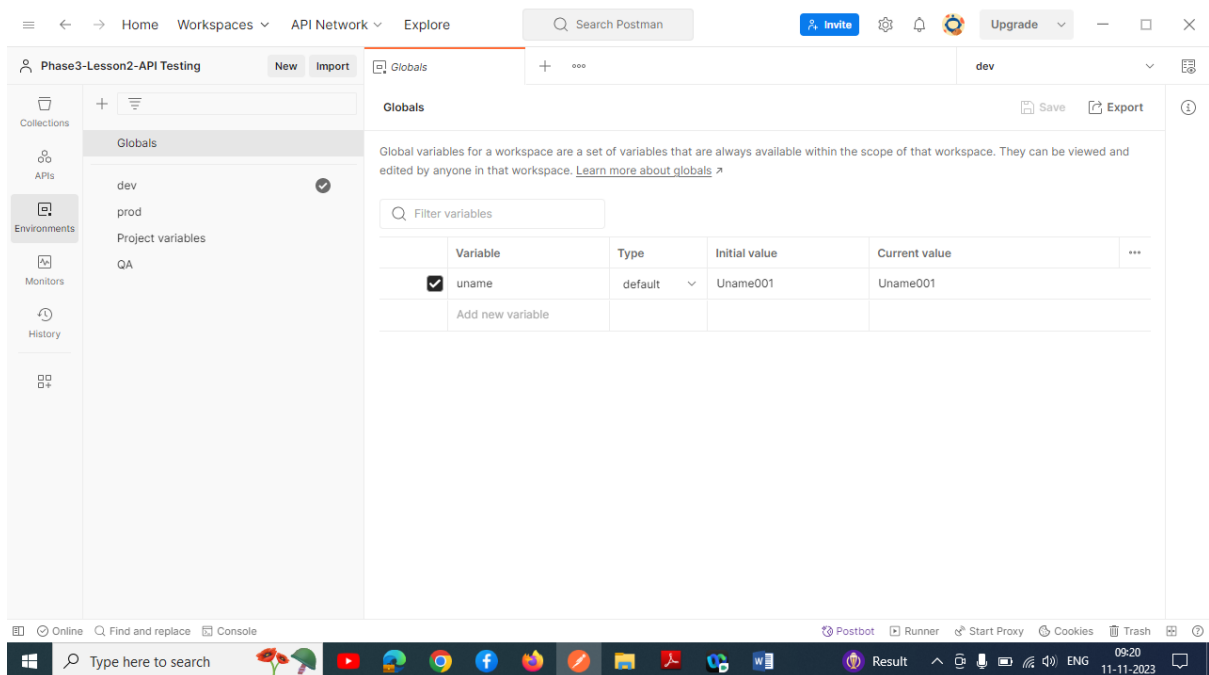 Home Workspaces API Network Explore Search Postman Invite Upgrade
Phase3-Lesson2-API Testing New Import Globals dev
Collections
APIs
Environments
Monitors
History
Globals
dev
prod
Project variables
QA
Globals Save Export
Global variables for a workspace are a set of variables that are always available within the scope of that workspace. They can be viewed and
edited by anyone in that workspace. Learn more about globals
Filter variables
Variable Type Initial value Current value
uname default Uname001 Uname001
Add new variable
Online Find and replace Console Postbot Runner Start Proxy Cookies Trash
Type here to search Result ENG 09:20
11-11-2023